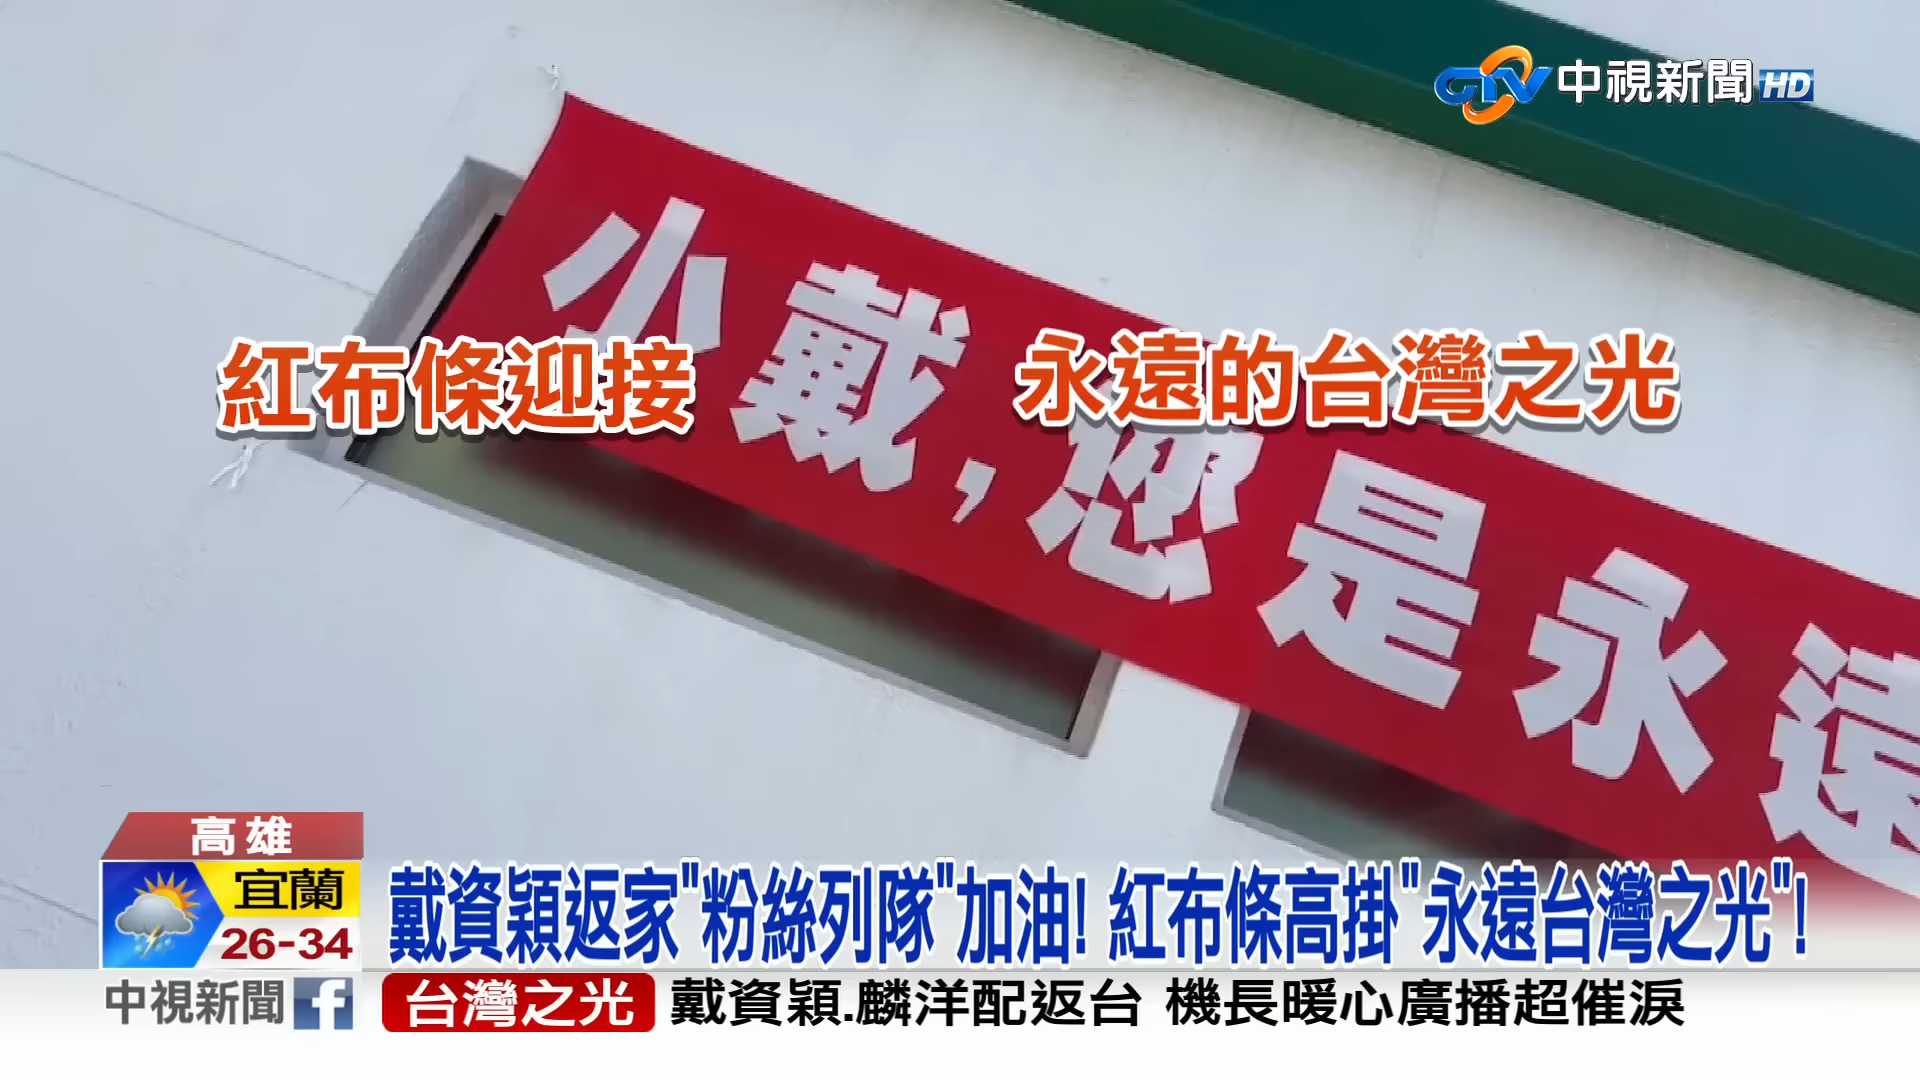 CTV 中視新聞 HD
小戴,您是永遠
紅布條迎接
永遠的台灣之光
高雄
宜蘭
26-34
戴資穎返家"粉絲列隊"加油! 紅布條高掛"永遠台灣之光"!
中視新聞 f
台灣之光 戴資穎.麟洋配返台 機長暖心廣播超催淚